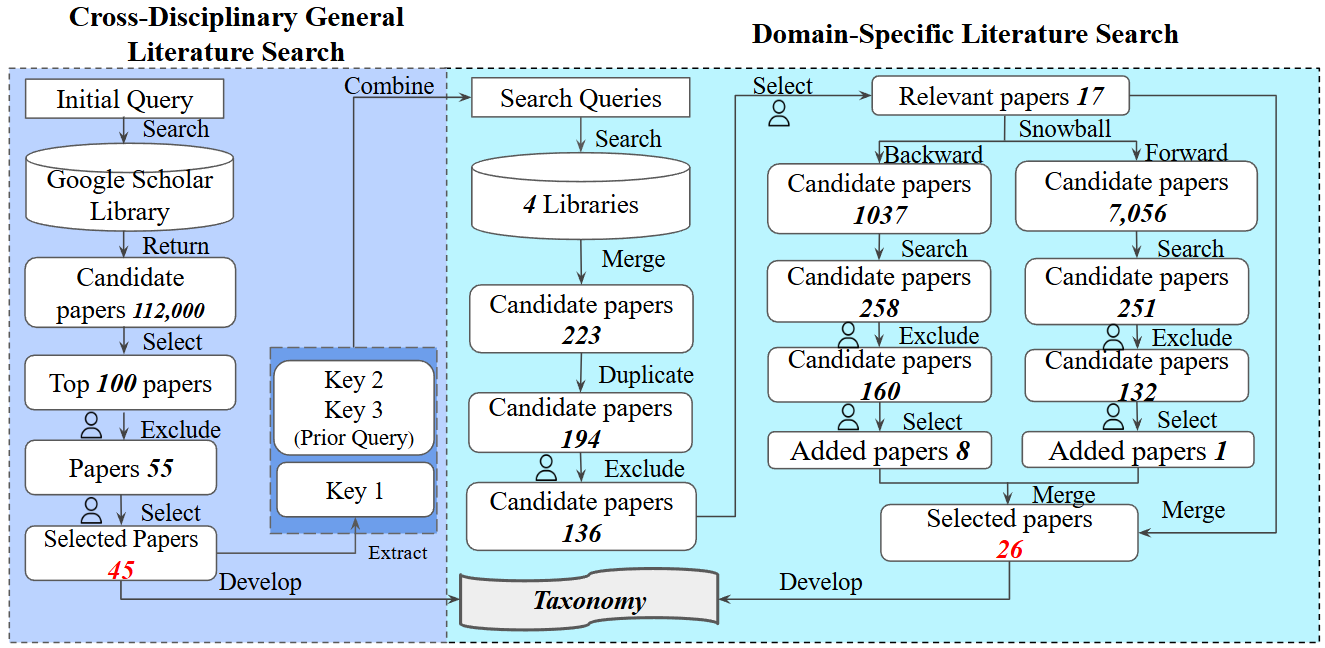 Cross-Disciplinary General
Literature Search
Domain-Specific Literature Search
Initial Query
Search
Google Scholar
Library
Return
Candidate
papers 112,000
Select
Top 100 papers
Exclude
Papers 55
Select
Selected Papers
45
Develop
Combine
Key 2
Key 3
(Prior Query)
Key 1
Extract
Search Queries
Search
4 Libraries
Merge
Candidate papers
223
Duplicate
Candidate papers
194
Exclude
Candidate papers
136
Taxonomy
Select
Relevant papers 17
Snowball
Backward
Candidate papers
1037
Search
Candidate papers
258
Exclude
Candidate papers
160
Select
Added papers 8
Forward
Candidate papers
7,056
Search
Candidate papers
251
Exclude
Candidate papers
132
Select
Added papers 1
Merge
Merge
Selected papers
26
Develop